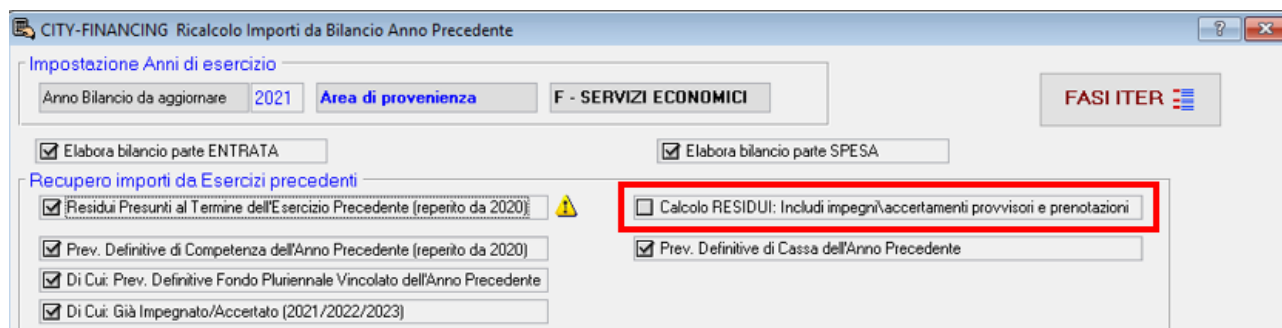 CITY-FINANCING Ricalcolo Importi da Bilancio Anno Precedente
Impostazione Anni di esercizio
Anno Bilancio da aggiornare 2021 Area di provenienza F - SERVIZI ECONOMICI FASI ITER
Elabora bilancio parte ENTRATA Elabora bilancio parte SPESA
Recupero importi da Esercizi precedenti
Residui Presunti al Termine dell'Esercizio Precedente (reperito da 2020) Calcolo RESIDUI: Includi impegni\accertamenti provvisori e prenotazioni
Prev. Definitive di Competenza dell'Anno Precedente (reperito da 2020) Prev. Definitive di Cassa dell'Anno Precedente
Di Cui: Prev. Definitive Fondo Pluriennale Vincolato dell'Anno Precedente
Di Cui: Già Impegnato/Accertato (2021/2022/2023)